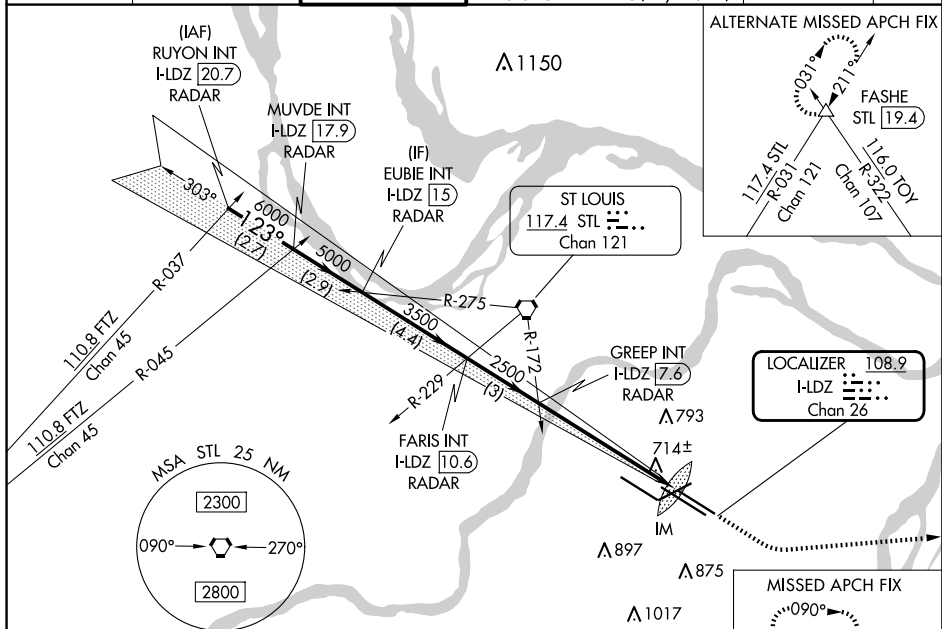 ALTERNATE MISSED APCH FIX
031°
211°
FASHE
STL 19.4
117.4 STL
R-031
Chan 121
116.0 TOY
R-322
Chan 107
1150
(IAF)
RUYON INT
I-LDZ 20.7
RADAR
MUVDE INT
I-LDZ 17.9
RADAR
(IF)
EUBIE INT
I-LDZ 15
RADAR
ST LOUIS
117.4 STL
Chan 121
303°
6000
123°
(2.7)
5000
(2.9)
3500
(4.4)
2500
(3)
R-275
R-172
R-229
R-037
110.8 FTZ
Chan 45
R-045
110.8 FTZ
Chan 45
GREEP INT
I-LDZ 7.6
RADAR
LOCALIZER 108.9
I-LDZ
Chan 26
793
714±
FARIS INT
I-LDZ 10.6
RADAR
IM
MSA STL 25 NM
2300
090°
270°
2800
897
875
1017
MISSED APCH FIX
090°